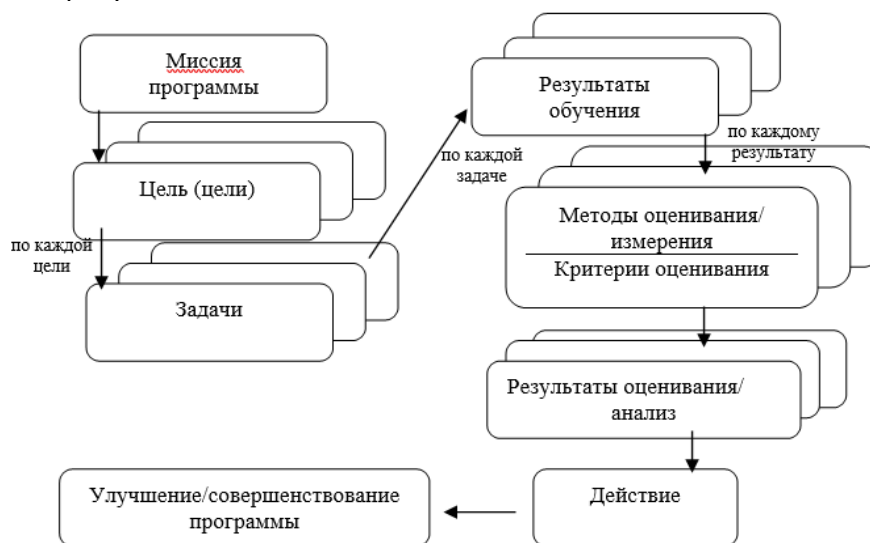 Миссия
программы
Цель (цели)
по каждой
цели
Задачи
по каждой
задаче
Результаты
обучения
по каждому
результату
Методы оценивания/
измерения
Критерии оценивания
Результаты оценивания/
анализ
Действие
Улучшение/совершенствование
программы